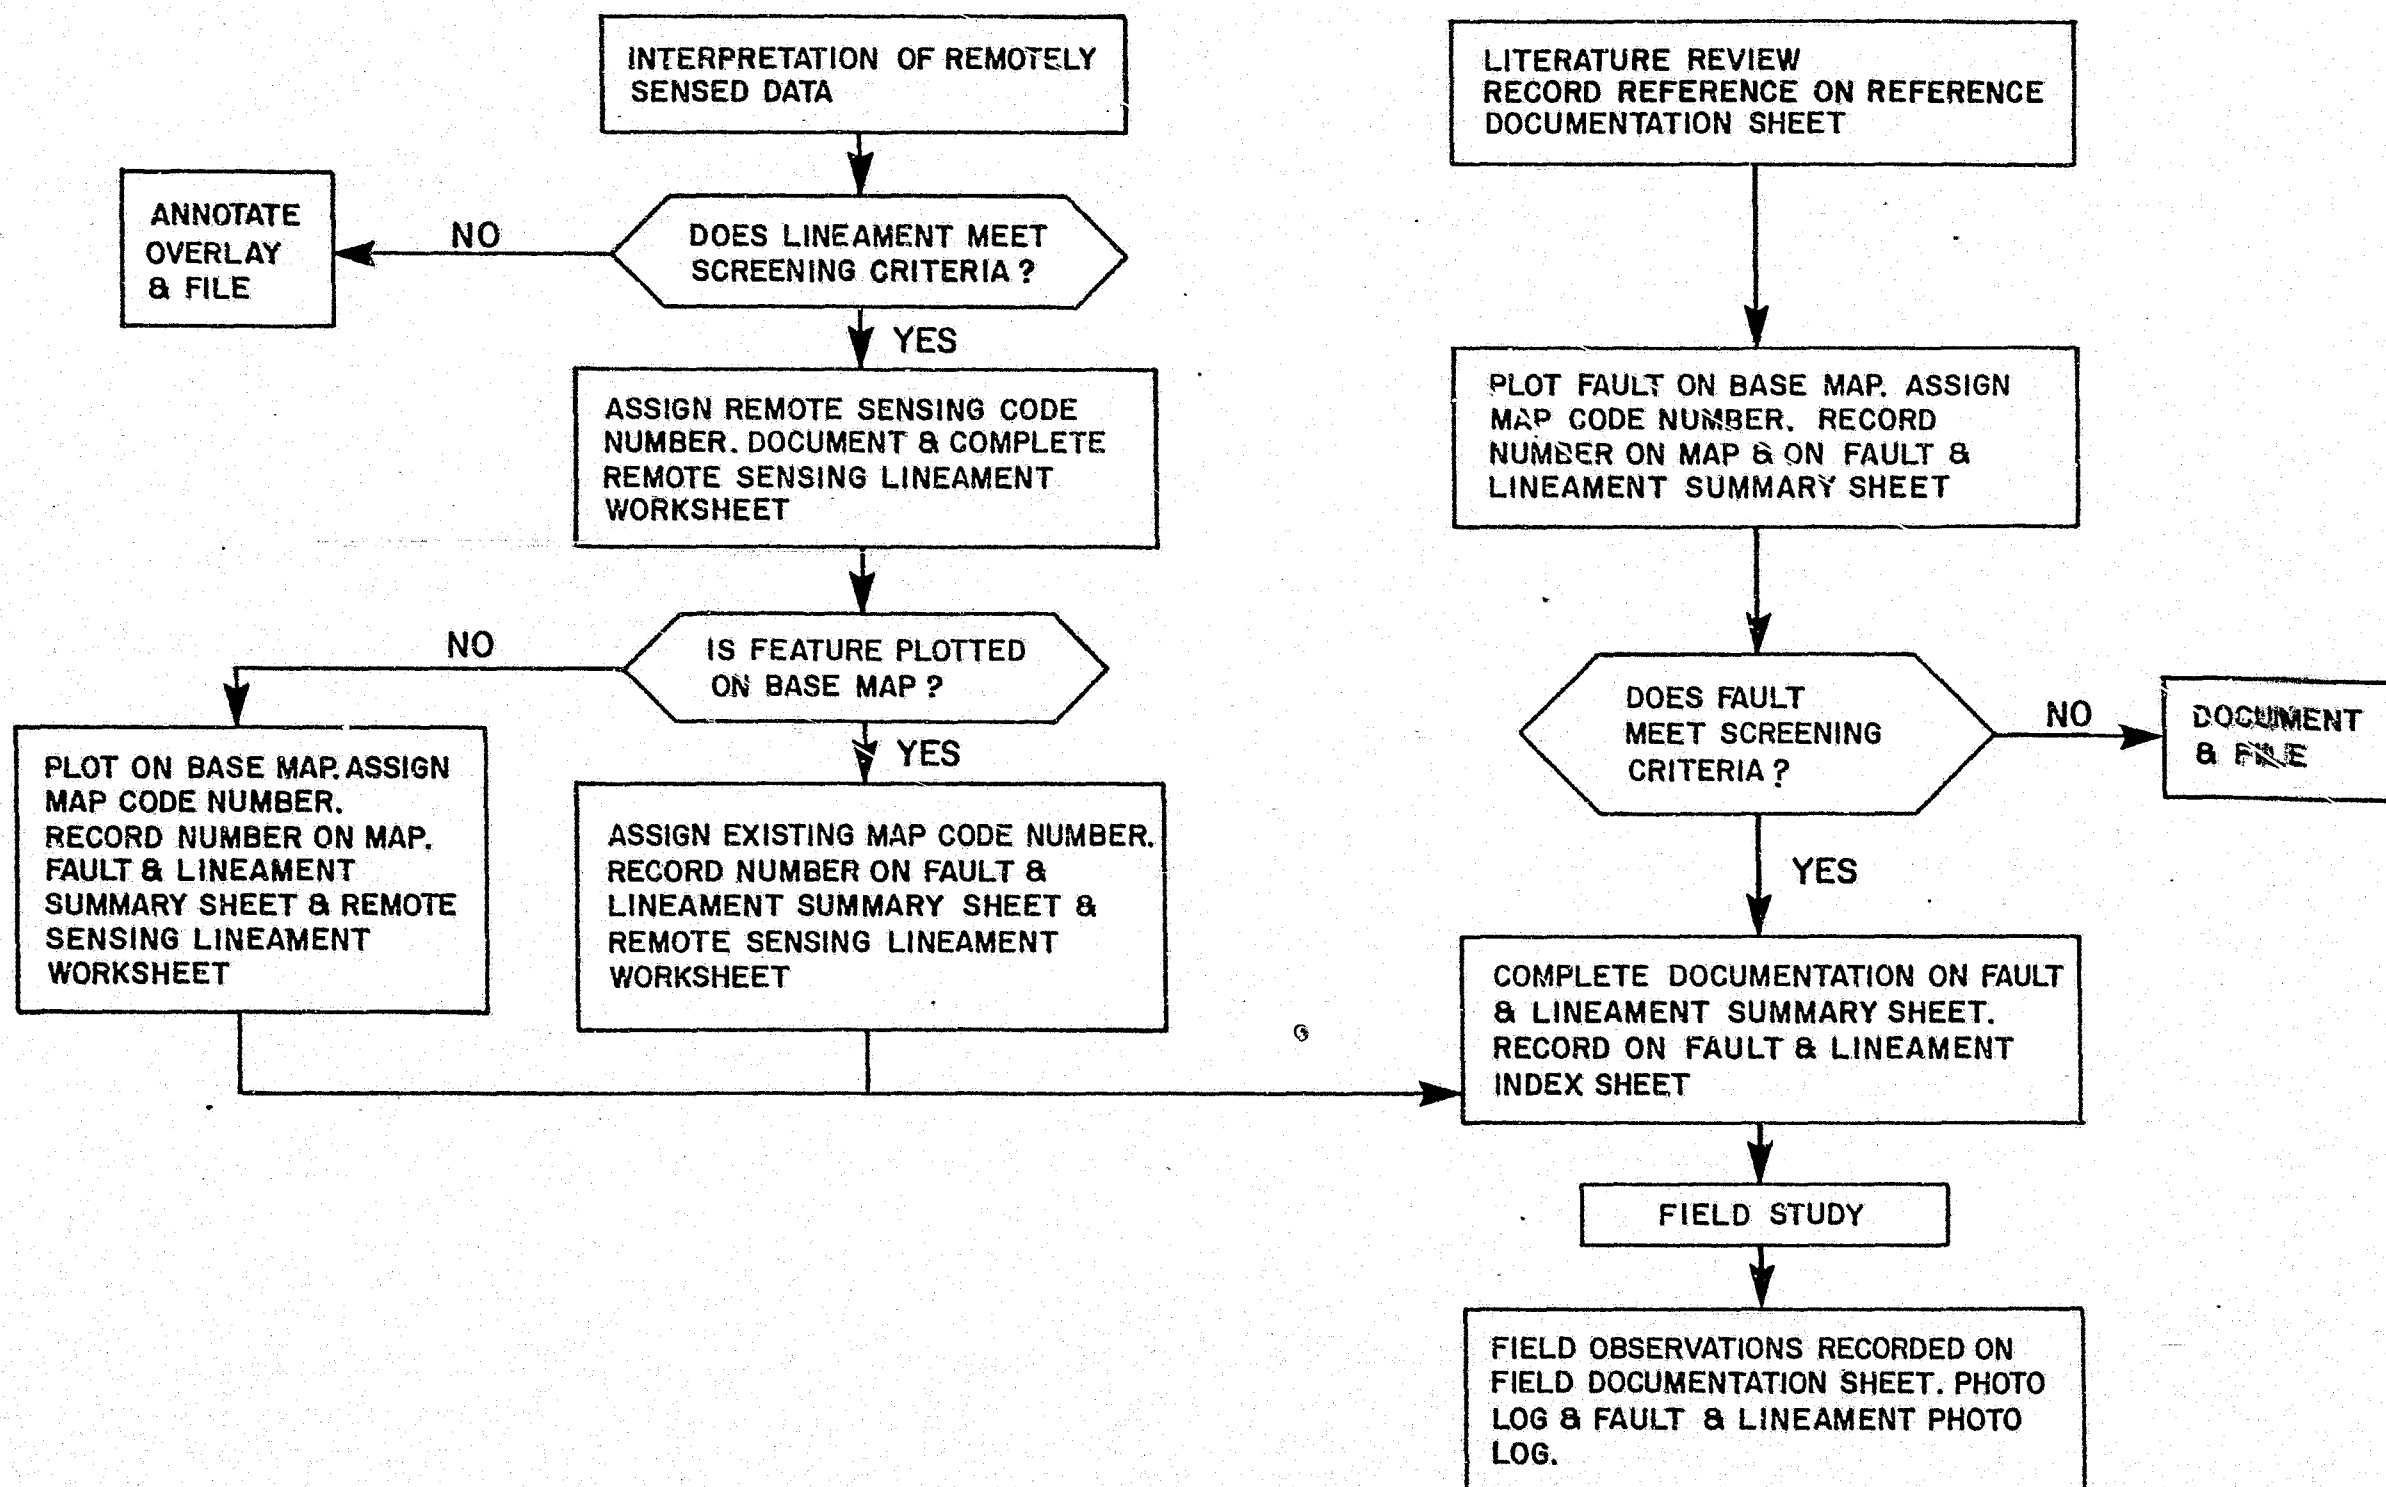 INTERPRETATION OF REMOTELY
SENSED DATA
DOES LINEAMENT MEET
SCREENING CRITERIA?
NO
ANNOTATE
OVERLAY
& FILE
YES
ASSIGN REMOTE SENSING CODE
NUMBER. DOCUMENT & COMPLETE
REMOTE SENSING LINEAMENT
WORKSHEET
IS FEATURE PLOTTED
ON BASE MAP?
NO
PLOT ON BASE MAP. ASSIGN
MAP CODE NUMBER.
RECORD NUMBER ON MAP.
FAULT & LINEAMENT
SUMMARY SHEET & REMOTE
SENSING LINEAMENT
WORKSHEET
YES
ASSIGN EXISTING MAP CODE NUMBER.
RECORD NUMBER ON FAULT &
LINEAMENT SUMMARY SHEET &
REMOTE SENSING LINEAMENT
WORKSHEET
LITERATURE REVIEW
RECORD REFERENCE ON REFERENCE
DOCUMENTATION SHEET
PLOT FAULT ON BASE MAP. ASSIGN
MAP CODE NUMBER. RECORD
NUMBER ON MAP & ON FAULT &
LINEAMENT SUMMARY SHEET
DOES FAULT
MEET SCREENING
CRITERIA?
NO
DOCUMENT
& FILE
YES
COMPLETE DOCUMENTATION ON FAULT
& LINEAMENT SUMMARY SHEET.
RECORD ON FAULT & LINEAMENT
INDEX SHEET
FIELD STUDY
FIELD OBSERVATIONS RECORDED ON
FIELD DOCUMENTATION SHEET. PHOTO
LOG & FAULT & LINEAMENT PHOTO
LOG.